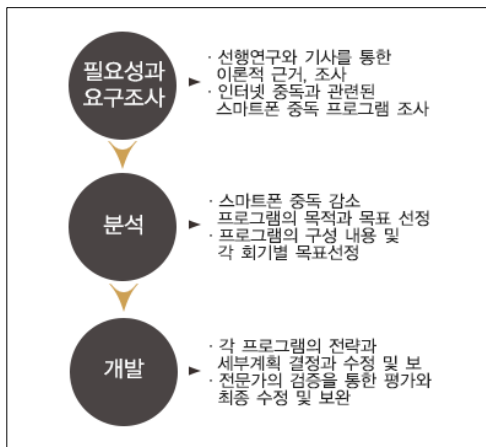 필요성과
요구조사
· 선행연구와 기사를 통한
이론적 근거, 조사
· 인터넷 중독과 관련된
스마트폰 중독 프로그램 조사
분석
· 스마트폰 중독 감소
프로그램의 목적과 목표 선정
· 프로그램의 구성 내용 및
각 회기별 목표선정
개발
· 각 프로그램의 전략과
세부계획 결정과 수정 및 보
· 전문가의 검증을 통한 평가와
최종 수정 및 보완